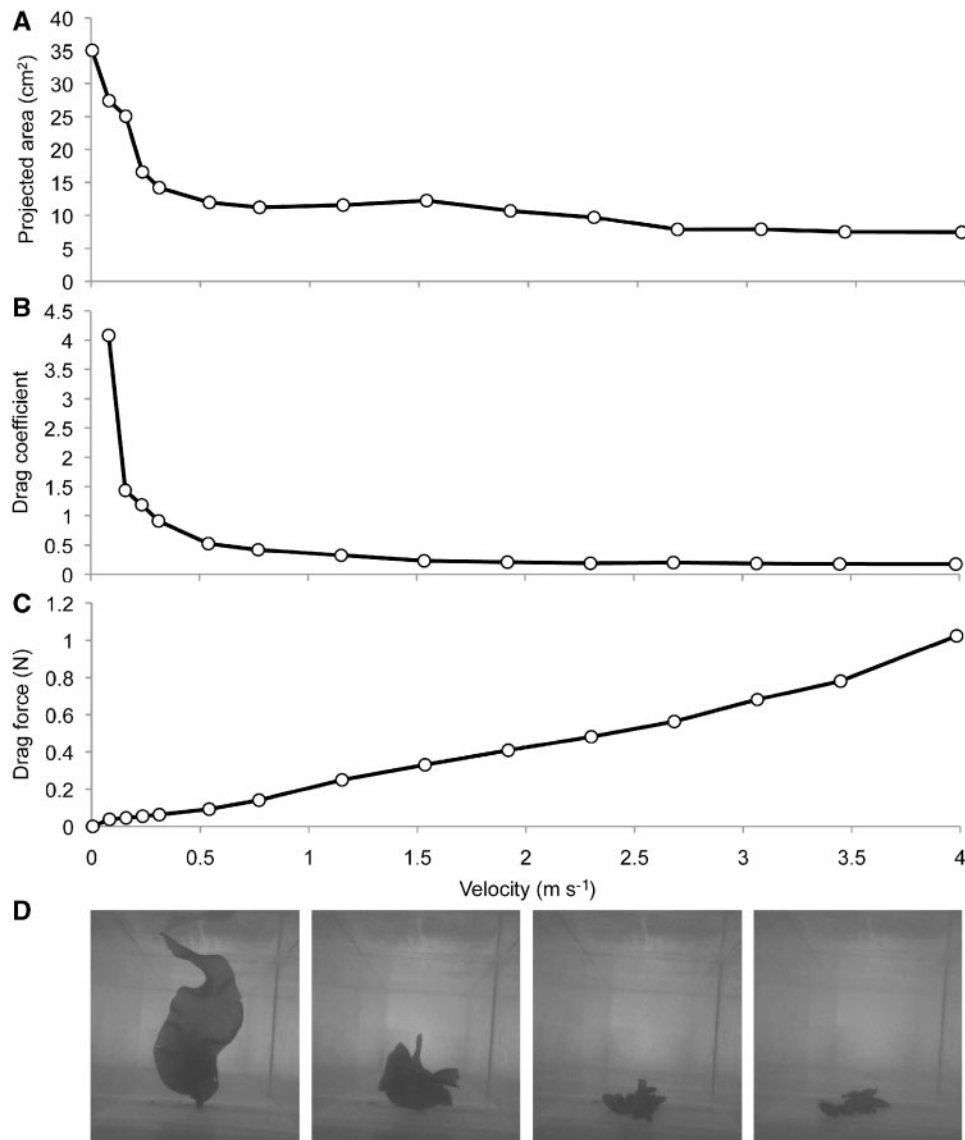 A
Projected area (cm²)
40
35
30
25
20
15
10
5
0
B
Drag coefficient
4.5
4
3.5
3
2.5
2
1.5
1
0.5
0
C
Drag force (N)
1.2
1
0.8
0.6
0.4
0.2
0
0 0.5 1 1.5 2 2.5 3 3.5 4
Velocity (m s⁻¹)
D